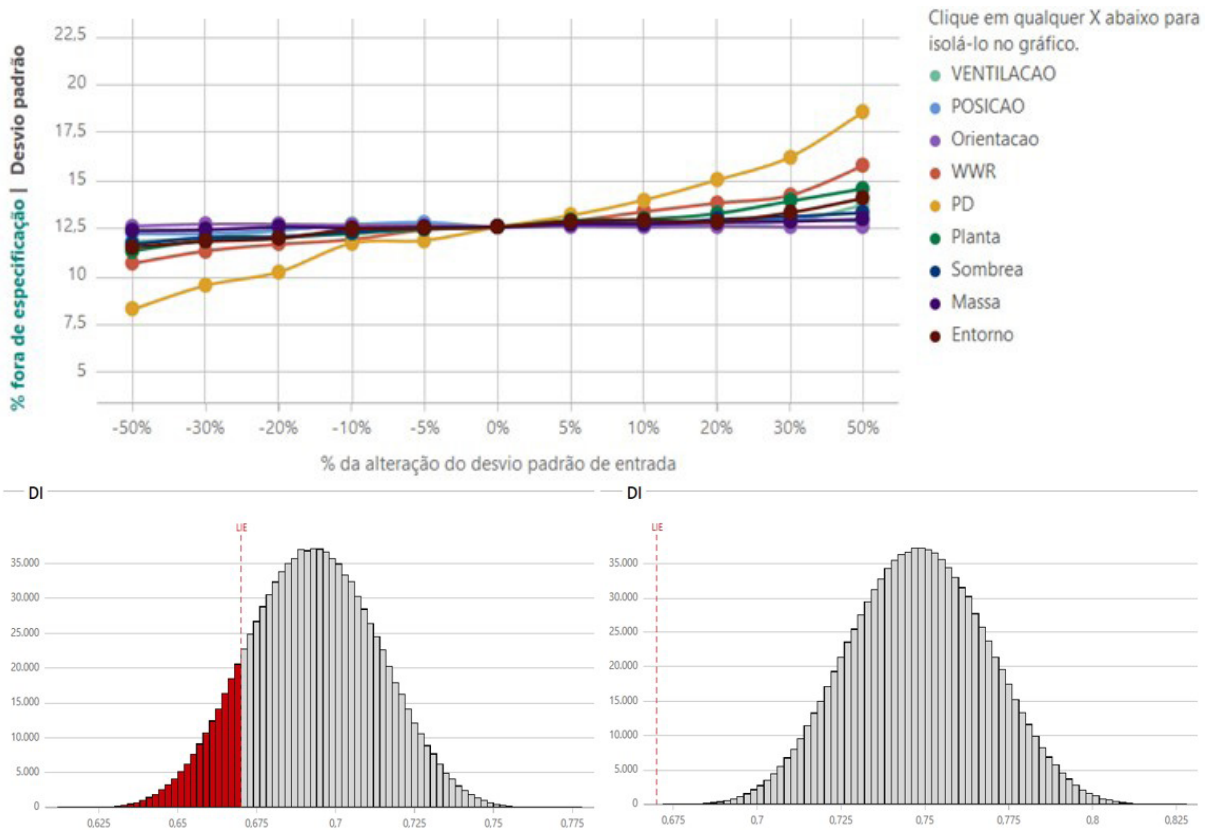 % fora de especificação | Desvio padrão
22.5
20
17.5
15
12.5
10
7.5
5
-50% -30% -20% -10% -5% 0% 5% 10% 20% 30% 50%
% da alteração do desvio padrão de entrada
Clique em qualquer X abaixo para
isolá-lo no gráfico.
VENTILACAO
POSICAO
Orientacao
WWR
PD
Planta
Sombrea
Massa
Entorno
DI
LIE
35.000
30.000
25.000
20.000
15.000
10.000
5.000
0
0.625 0.65 0.675 0.7 0.725 0.75 0.775
DI
LIE
35.000
30.000
25.000
20.000
15.000
10.000
5.000
0
0.675 0.7 0.725 0.75 0.775 0.8 0.825